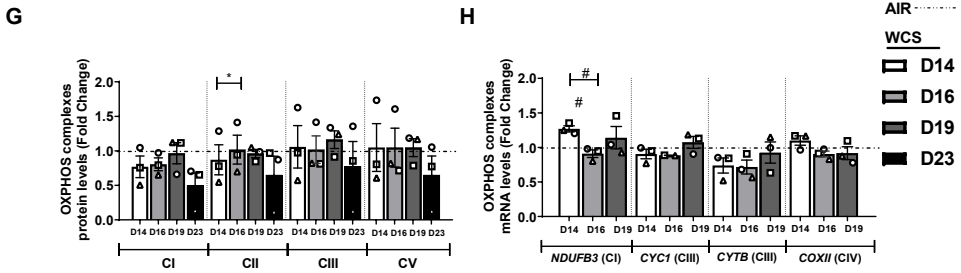 G
OXPHOS complexes
protein levels (Fold Change)
2.0
1.5
1.0
0.5
0.0
*
D14 D16 D19 D23 D14 D16 D19 D23 D14 D16 D19 D23 D14 D16 D19 D23
CI CII CIII CV
H
OXPHOS complexes
mRNA levels (Fold Change)
2.0
1.5
1.0
0.5
0.0
#
#
D14 D16 D19 D14 D16 D19 D14 D16 D19 D14 D16 D19
NDUFB3 (CI) CYC1 (CIII) CYTB (CIII) COXII (CIV)
AIR
WCS
D14
D16
D19
D23